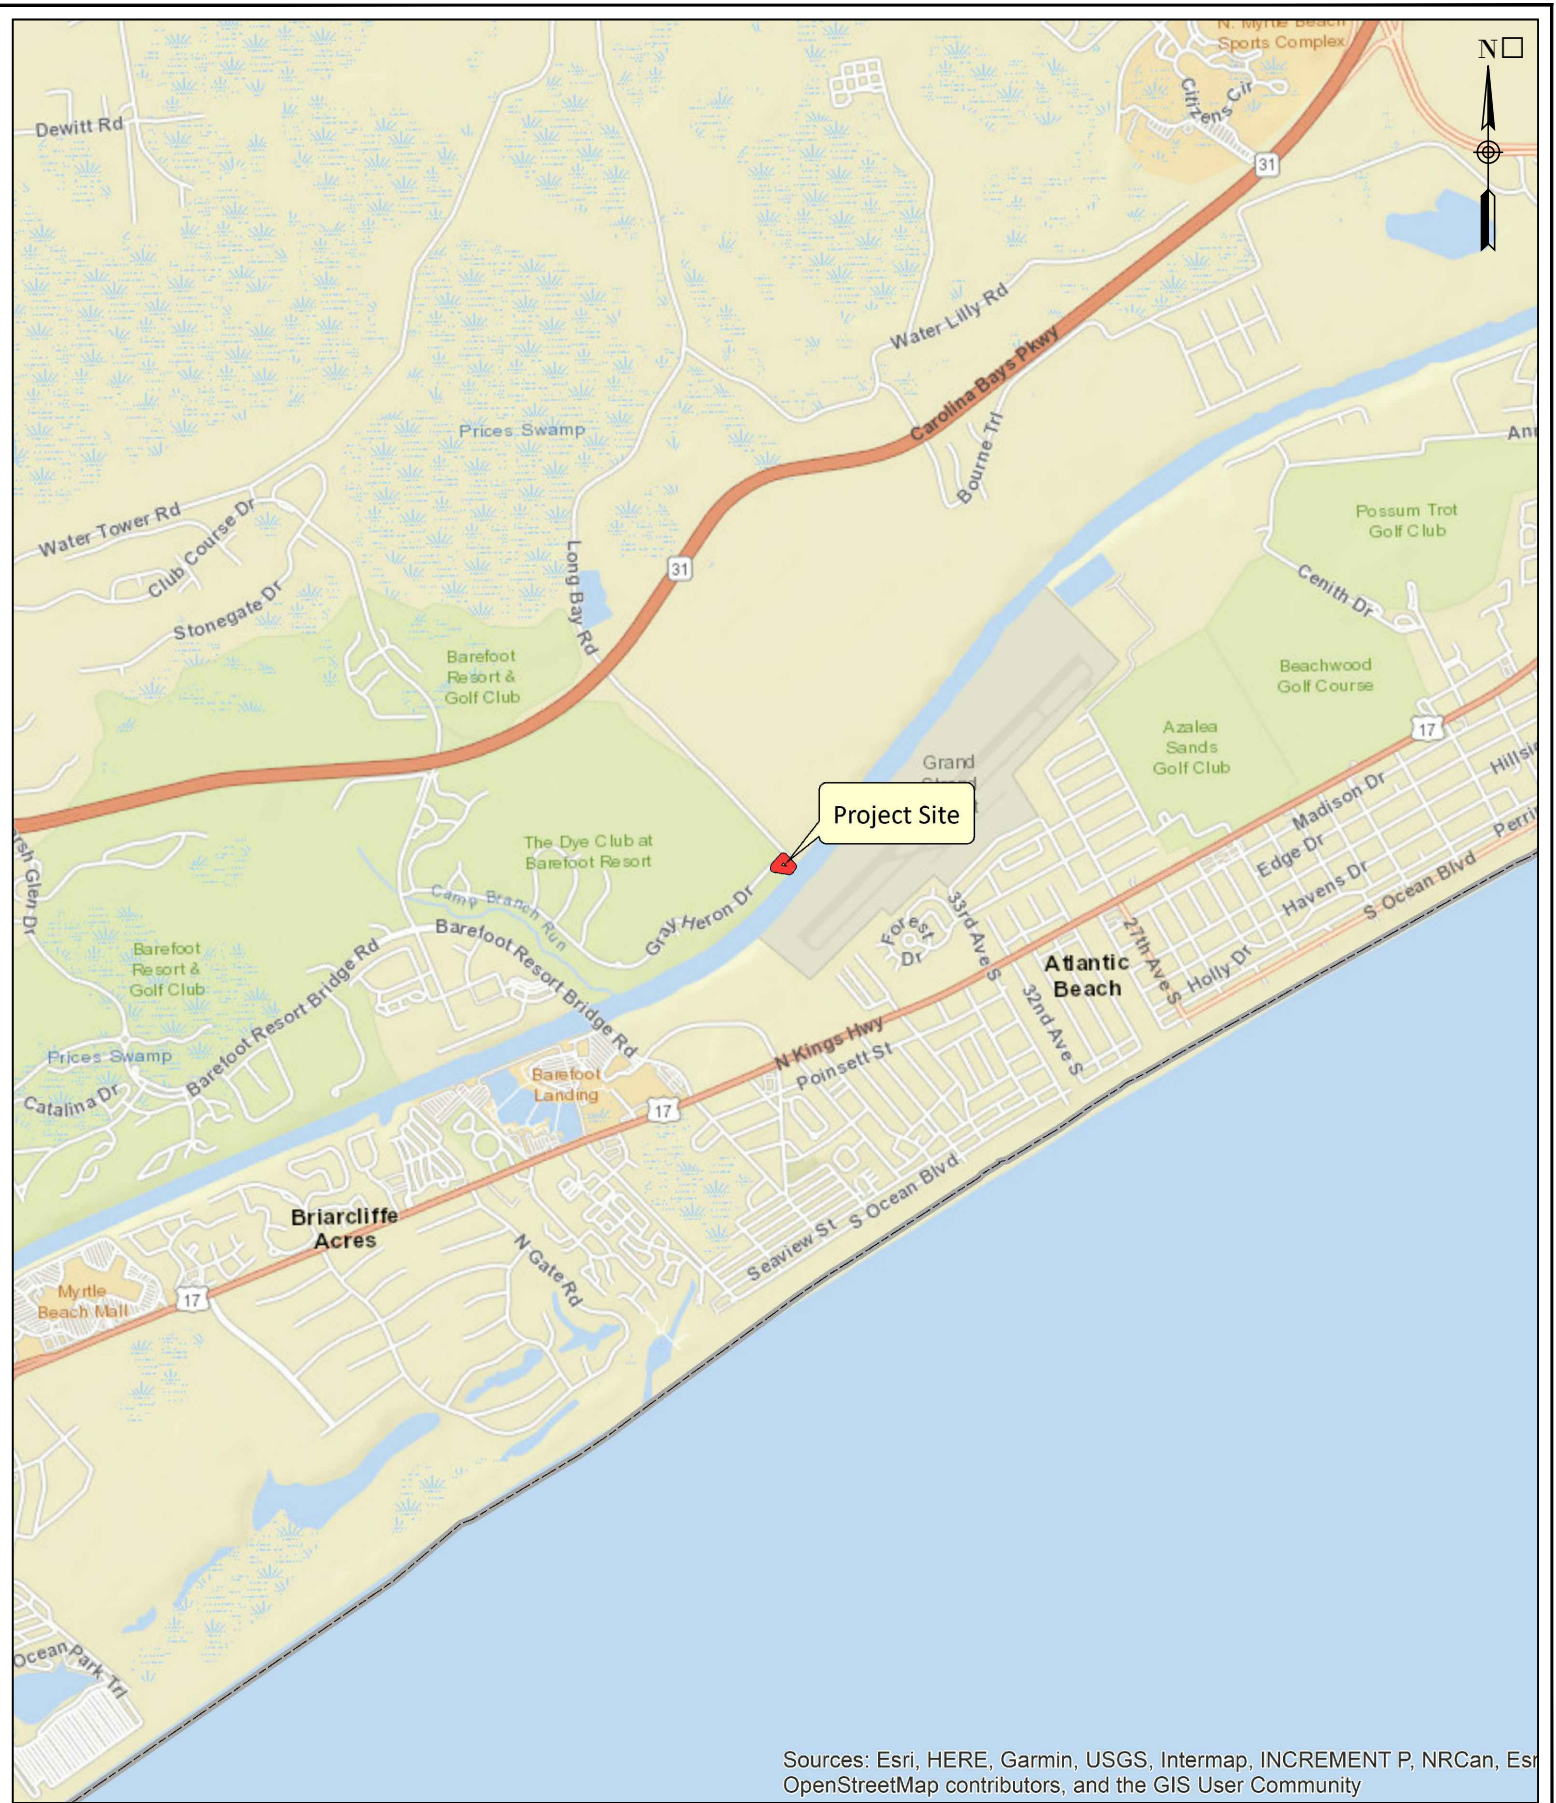 N. Myrtle Beach
Sports Complex
N
Citizens Cir
Dewitt Rd
31
Water Lilly Rd
Carolina Bays Pkwy
Bourne Trl
Prices Swamp
Water Tower Rd
Club Course Dr
Stonegate Dr
Long Bay Rd
31
Possum Trot
Golf Club
Cenith Dr
Barefoot
Resort &
Golf Club
Beachwood
Golf Course
17
Azalea
Sands
Golf Club
Grand
Project Site
Madison Dr
Edge Dr
Havens Dr
S Ocean Blvd
The Dye Club at
Barefoot Resort
Camp Branch Run
Gray Heron Dr
Glen Dr
Barefoot Resort Bridge Rd
Barefoot
Resort &
Golf Club
Barefoot Resort Bridge Rd
Forest
Dr
33rd Ave S
27th Ave S
Holly Dr
32nd Ave S
Atlantic
Beach
N Kings Hwy
Poinsett St
Prices Swamp
Catalina Dr
Barefoot
Landing
17
Briarcliffe
Acres
N Gate Rd
Seaview St
S Ocean Blvd
Myrtle
Beach Mall
17
Ocean Park Trl
Sources: Esri, HERE, Garmin, USGS, Intermap, INCREMENT P, NRCan, Esr
OpenStreetMap contributors, and the GIS User Community